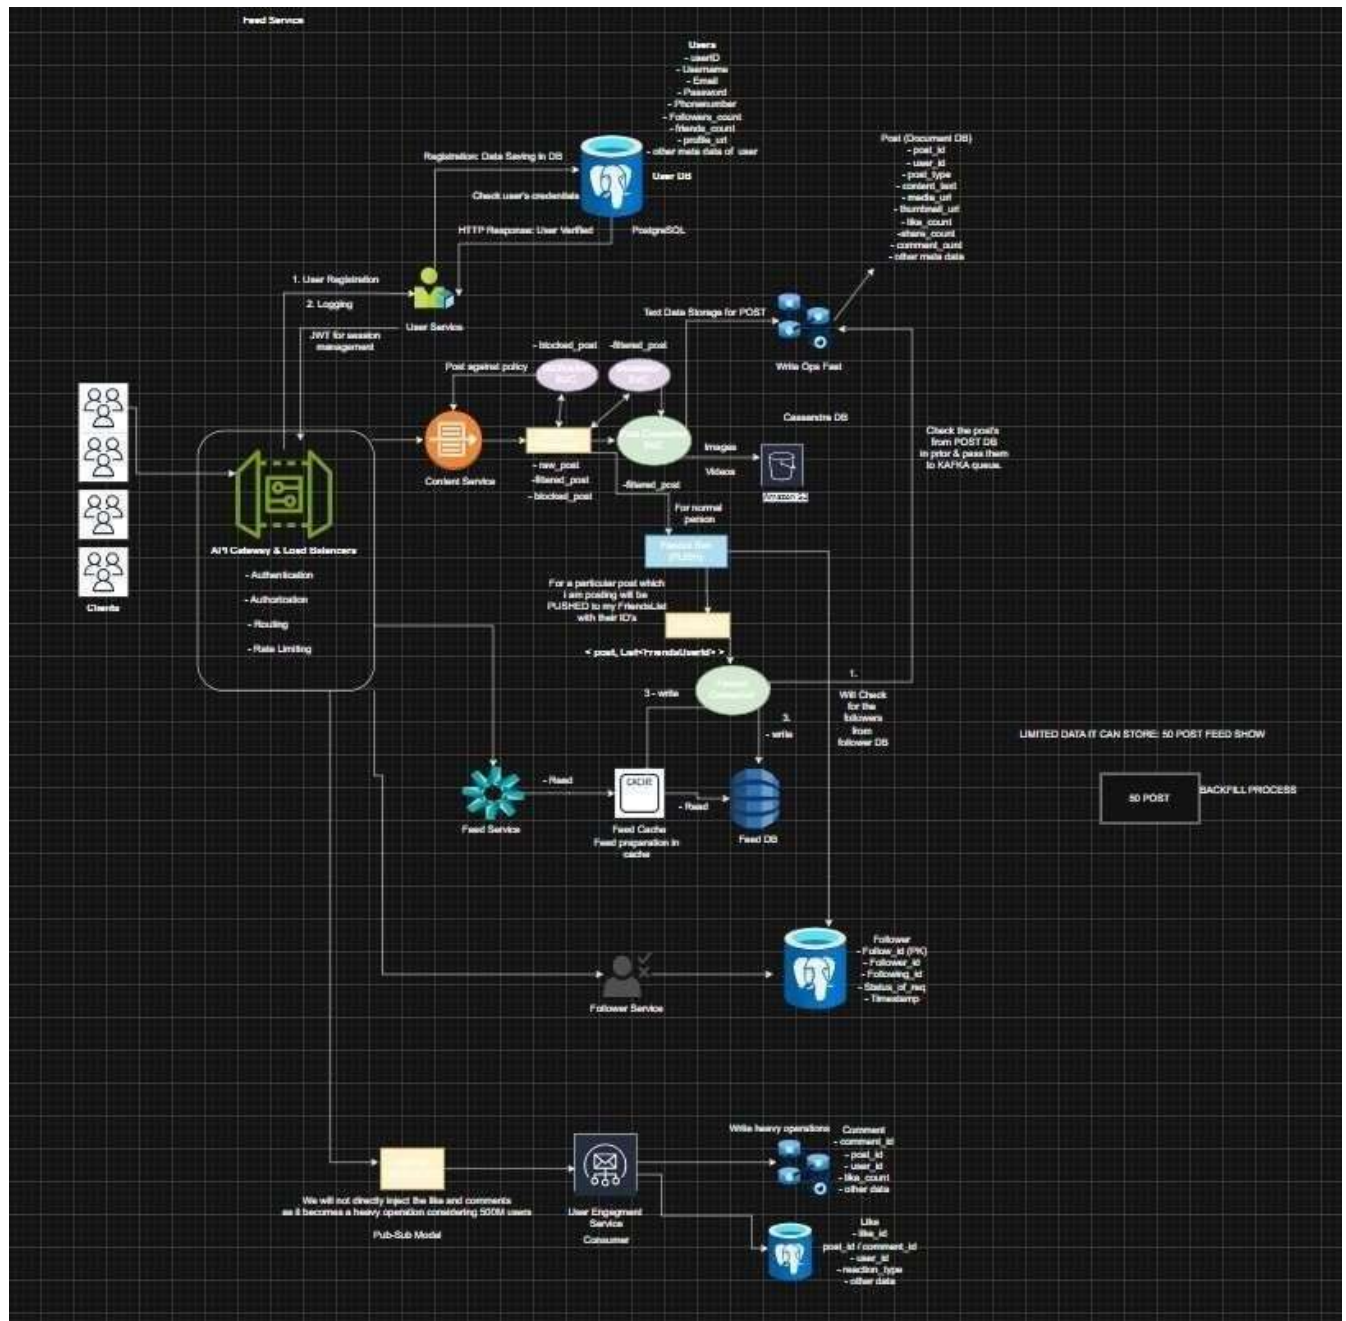 Feed Service
Users
- userID
- Username
- Email
- Password
- Phonenumber
- Followers_count
- friends_count
- profile_url
- other meta data of user
Registration: Data Saving in DB
User DB
Check user's credentials
HTTP Response: User Verified
PostgreSQL
Post (Document DB)
- post_id
- user_id
- post_type
- content_text
- media_url
- thumbnail_url
- like_count
-share_count
- comment_ount
- other meta data
1. User Registration
2. Logging
User Service
JWT for session
management
Text Data Storage for POST
Write Ops Fast
- blocked_post
-filtered_post
Post against policy
Cassandra DB
Check the post's
from POST DB
in prior & pass them
to KAFKA queue.
Content Service
- raw_post
-filtered_post
- blocked_post
-filtered_post
Images
Videos
Amazon S3
For normal
person
API Gateway & Load Balancers
- Authentication
- Authorization
- Routing
- Rate Limiting
Clients
(PUSH)
For a particular post which
I am posting will be
PUSHED to my FriendsList
with their ID's
< post, List<FriendsUserId> >
3 - write
3.
- write
1.
Will Check
for the
followers
from
follower DB
LIMITED DATA IT CAN STORE: 50 POST FEED SHOW
50 POST
BACKFILL PROCESS
- Read
CACHE
- Read
Feed Service
Feed Cache
Feed preparation in
cache
Feed DB
Follower
- Follow_id (PK)
- Follower_id
- Following_id
- Status_of_req
- Timestamp
Follower Service
Write heavy operations
Comment
- comment_id
- post_id
- user_id
- like_count
- other data
We will not directly inject the like and comments
as it becomes a heavy operation considering 500M users
Pub-Sub Model
User Engegment
Service
Consumer
Like
- like_id
post_id / comment_id
- user_id
- reaction_type
- other data